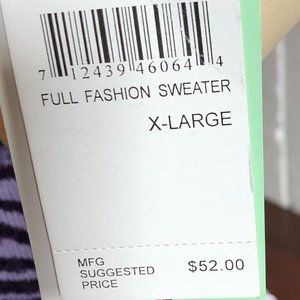 7 12439 46064 4
FULL FASHION SWEATER
X-LARGE
MFG
SUGGESTED $52.00
PRICE